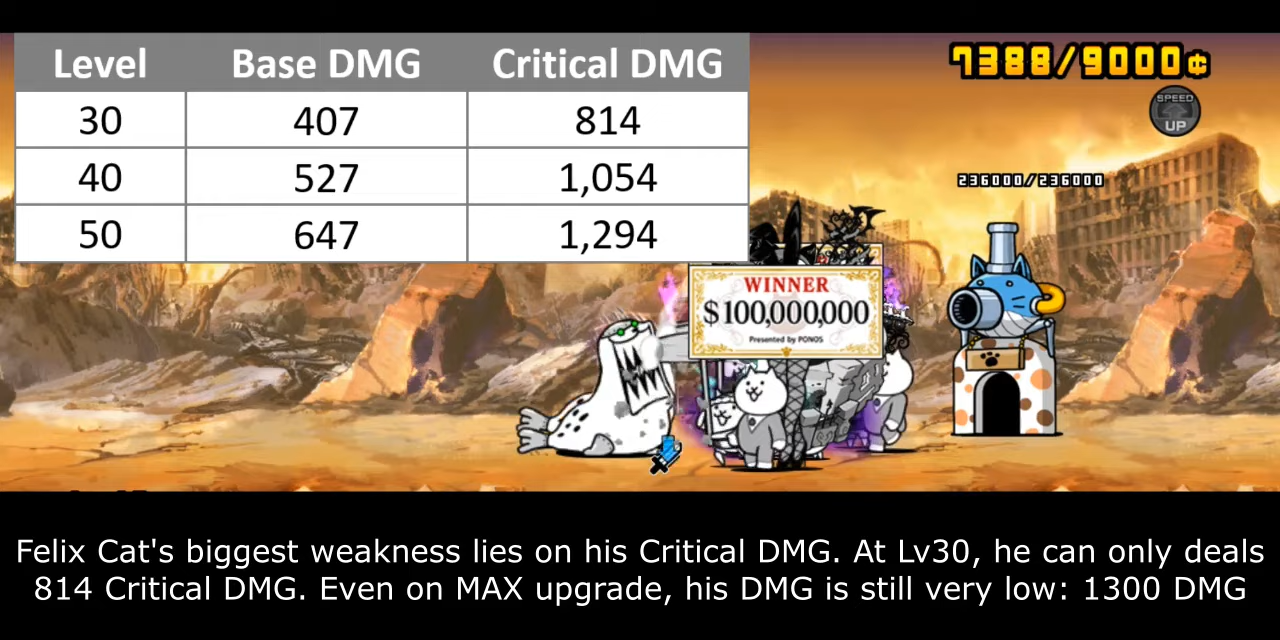 Level Base DMG Critical DMG
30 407 814
40 527 1,054
50 647 1,294
7388/9000¢
SPEED
UP
236000/236000
WINNER
$100,000,000
Presented by PONOS
Felix Cat's biggest weakness lies on his Critical DMG. At Lv30, he can only deals
814 Critical DMG. Even on MAX upgrade, his DMG is still very low: 1300 DMG